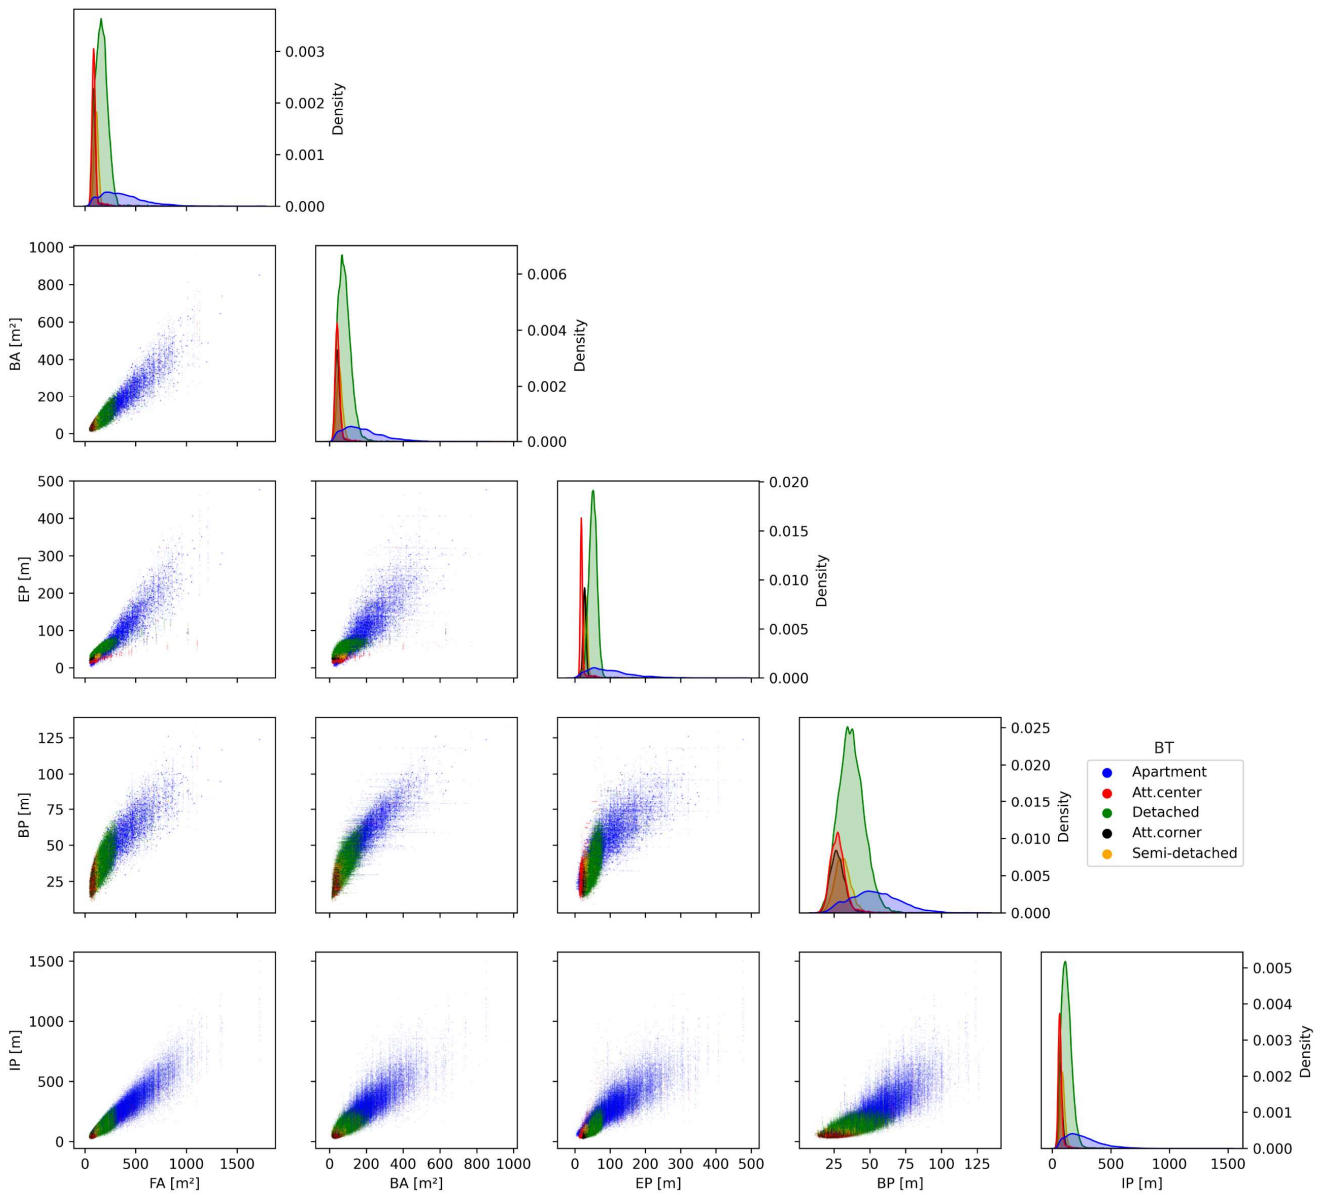 0.003
0.002
0.001
0.000
Density
1000
800
600
400
200
0
BA [m²]
0.006
0.004
0.002
0.000
Density
500
400
300
200
100
0
EP [m]
0.020
0.015
0.010
0.005
0.000
Density
125
100
75
50
25
BP [m]
0.025
0.020
0.015
0.010
0.005
0.000
Density
BT
Apartment
Att.center
Detached
Att.corner
Semi-detached
1500
1000
500
0
IP [m]
0.005
0.004
0.003
0.002
0.001
0.000
Density
0 500 1000 1500
FA [m²]
0 200 400 600 800 1000
BA [m²]
0 100 200 300 400 500
EP [m]
25 50 75 100 125
BP [m]
0 500 1000 1500
IP [m]